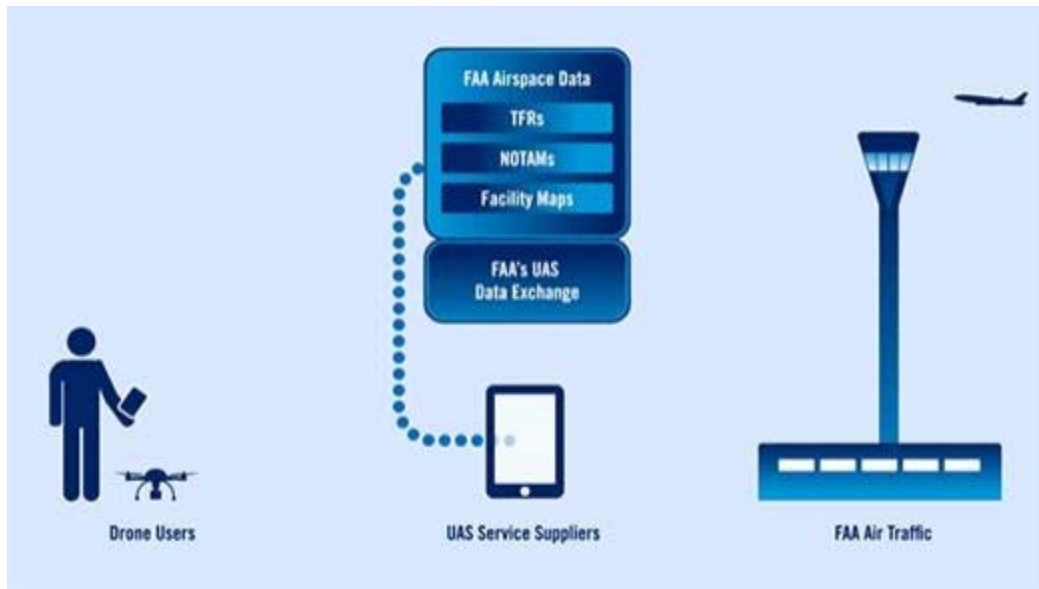 FAA Airspace Data
TFRs
NOTAMs
Facility Maps
FAA's UAS
Data Exchange
Drone Users
UAS Service Suppliers
FAA Air Traffic